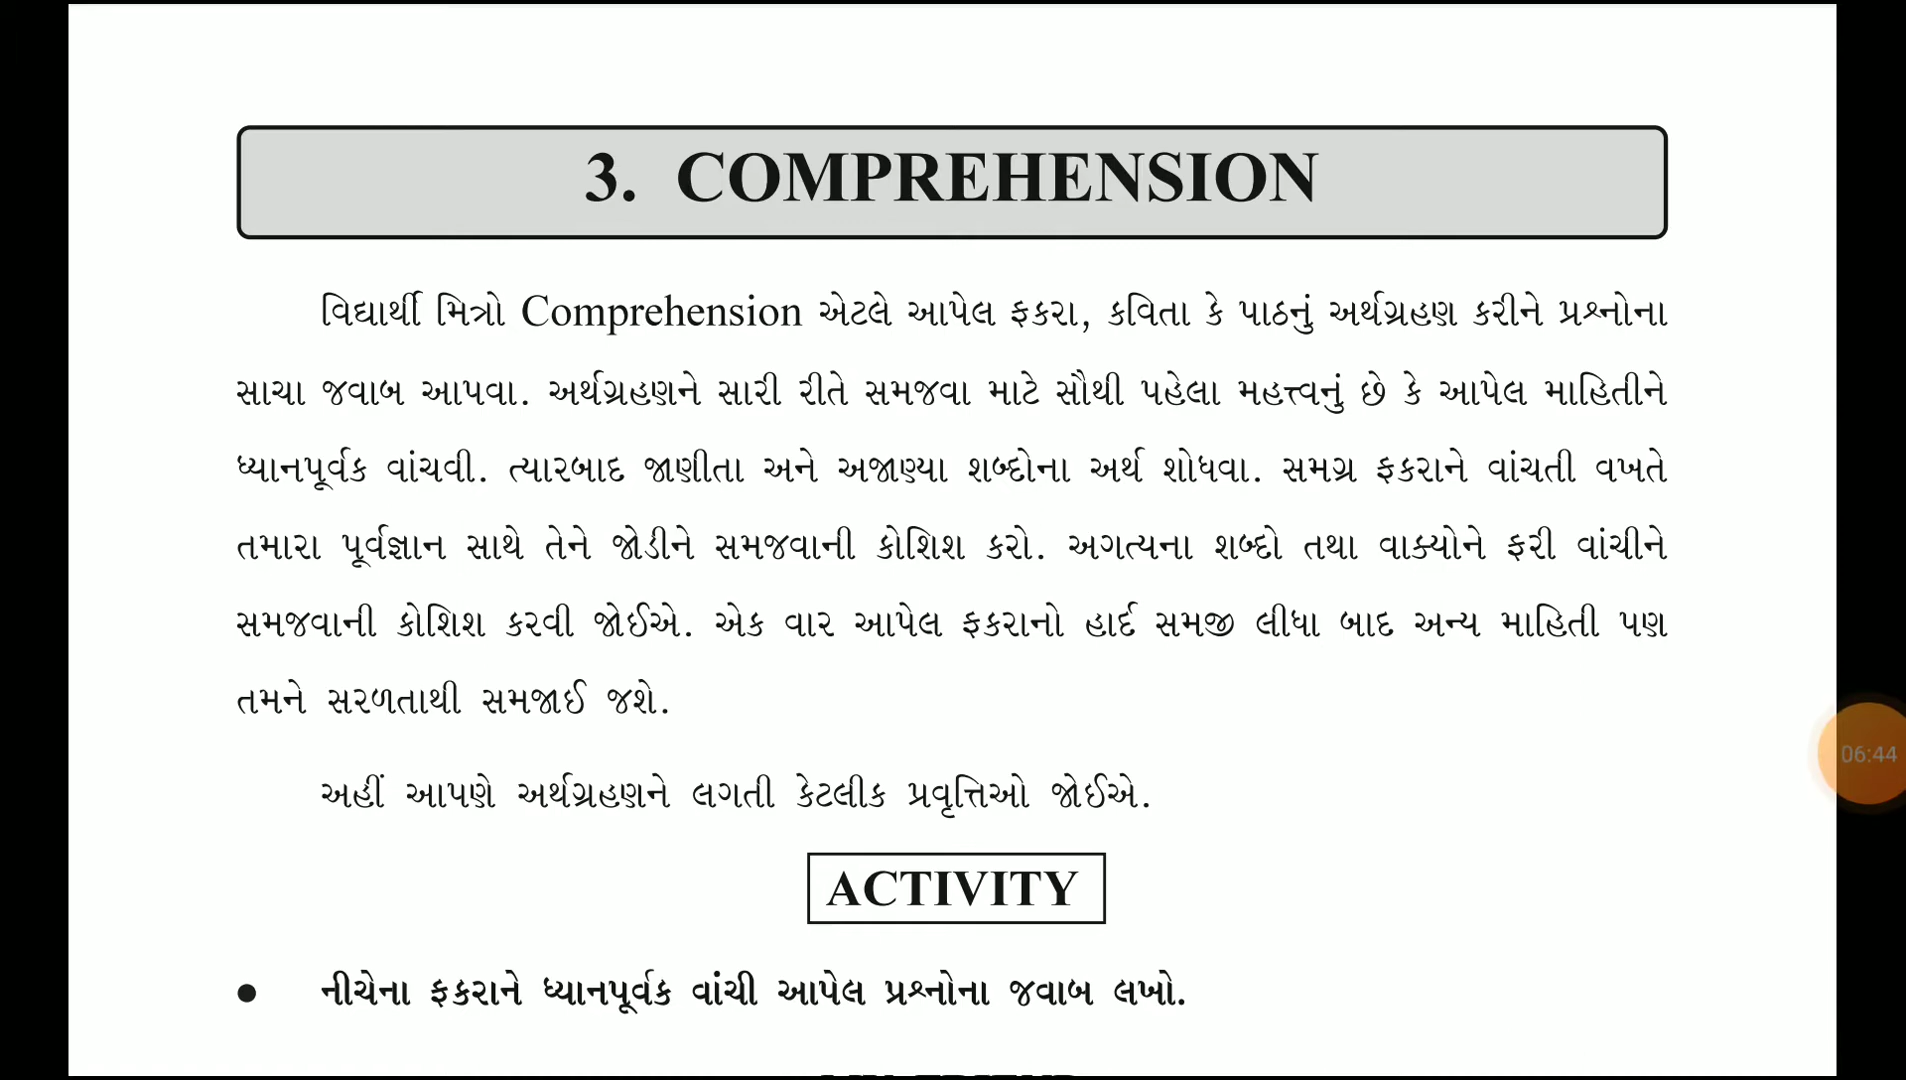 3. COMPREHENSION
વિદ્યાર્થી મિત્રો Comprehension એટલે આપેલ ફકરા, કવિતા કે પાઠનું અર્થગ્રહણ કરીને પ્રશ્નોના
સાચા જવાબ આપવા. અર્થગ્રહણને સારી રીતે સમજવા માટે સૌથી પહેલા મહત્ત્વનું છે કે આપેલ માહિતીને
ધ્યાનપૂર્વક વાંચવી. ત્યારબાદ જાણીતા અને અજાણ્યા શબ્દોના અર્થ શોધવા. સમગ્ર ફકરાને વાંચતી વખતે
તમારા પૂર્વજ્ઞાન સાથે તેને જોડીને સમજવાની કોશિશ કરો. અગત્યના શબ્દો તથા વાક્યોને ફરી વાંચીને
સમજવાની કોશિશ કરવી જોઈએ. એક વાર આપેલ ફકરાનો હાર્દ સમજી લીધા બાદ અન્ય માહિતી પણ
તમને સરળતાથી સમજાઈ જશે.
06:44
અહીં આપણે અર્થગ્રહણને લગતી કેટલીક પ્રવૃત્તિઓ જોઈએ.
ACTIVITY
● નીચેના ફકરાને ધ્યાનપૂર્વક વાંચી આપેલ પ્રશ્નોના જવાબ લખો.